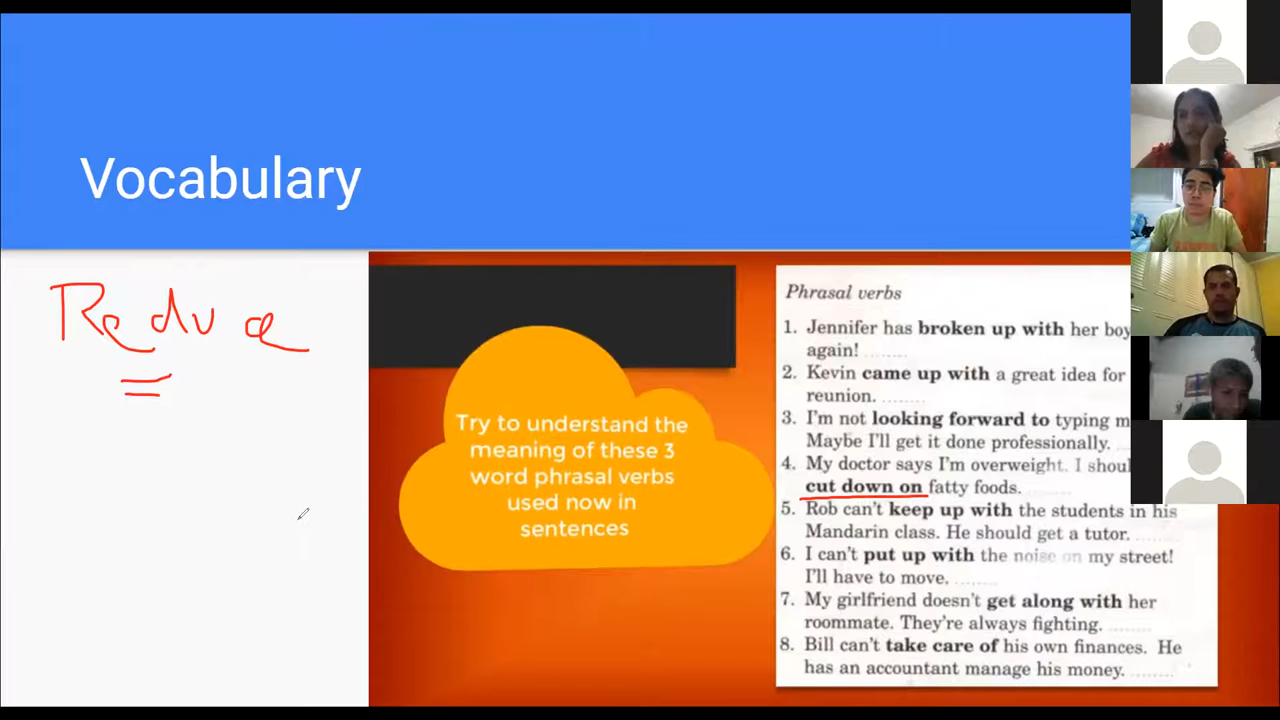 Vocabulary
Reduce
Try to understand the
meaning of these 3
word phrasal verbs
used now in
sentences
Phrasal verbs
1. Jennifer has broken up with her boy
again! ........
2. Kevin came up with a great idea for
reunion. ........
3. I'm not looking forward to typing m
Maybe I'll get it done professionally.
4. My doctor says I'm overweight. I shoul
cut down on fatty foods. ........
5. Rob can't keep up with the students in his
Mandarin class. He should get a tutor. ........
6. I can't put up with the noise on my street!
I'll have to move. ........
7. My girlfriend doesn't get along with her
roommate. They're always fighting. ........
8. Bill can't take care of his own finances. He
has an accountant manage his money. ........